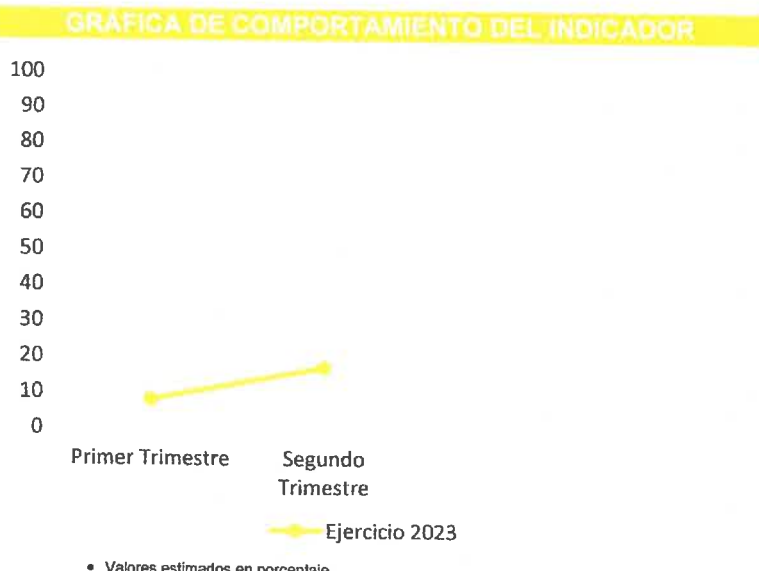 GRÁFICA DE COMPORTAMIENTO DEL INDICADOR
100
90
80
70
60
50
40
30
20
10
0
Primer Trimestre
Segundo
Trimestre
Ejercicio 2023
• Valores estimados en porcentaje